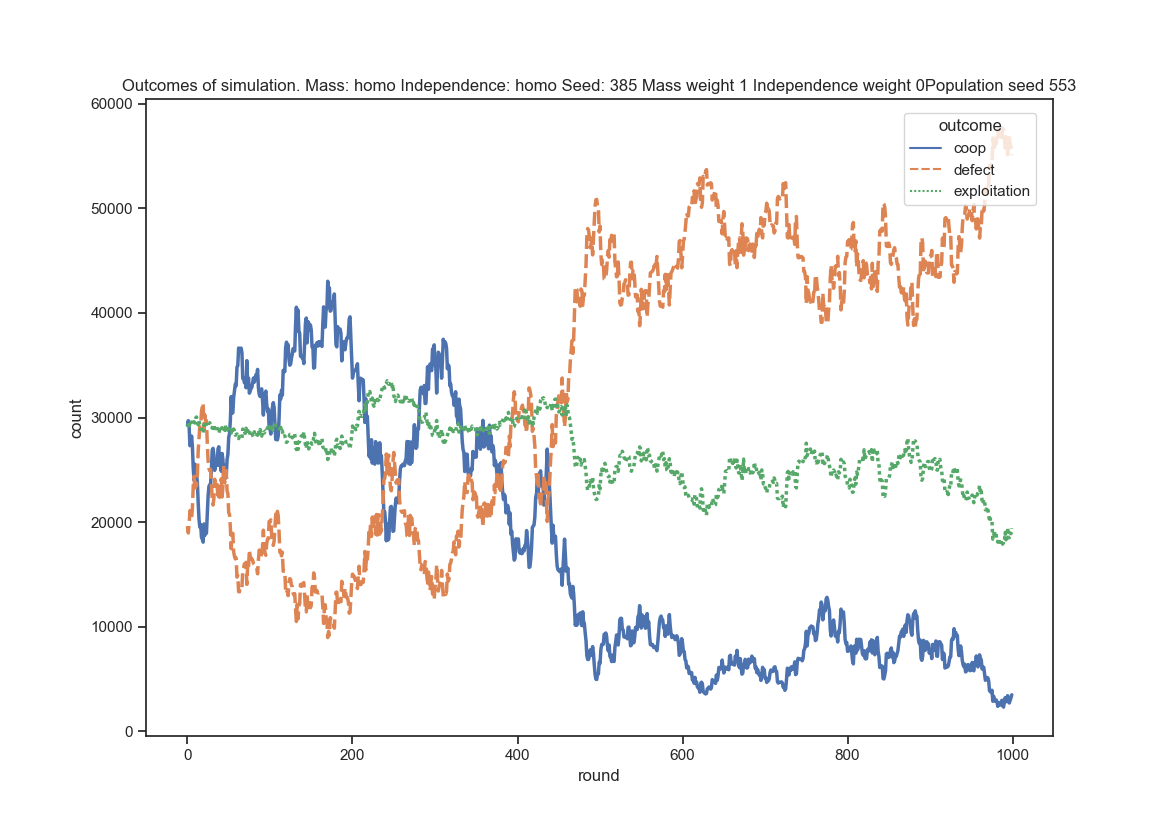 Outcomes of simulation. Mass: homo Independence: homo Seed: 385 Mass weight 1 Independence weight 0Population seed 553
60000
50000
40000
30000
20000
10000
0
count
outcome
coop
defect
exploitation
0 200 400 600 800 1000
round